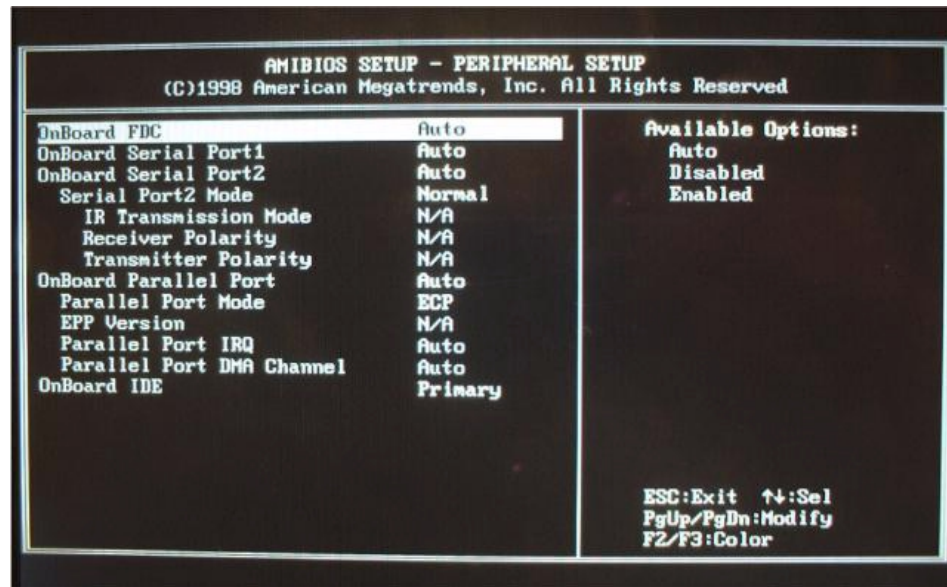 AMIBIOS SETUP - PERIPHERAL SETUP
(C)1998 American Megatrends, Inc. All Rights Reserved
OnBoard FDC Auto
OnBoard Serial Port1 Auto
OnBoard Serial Port2 Auto
Serial Port2 Mode Normal
IR Transmission Mode N/A
Receiver Polarity N/A
Transmitter Polarity N/A
OnBoard Parallel Port Auto
Parallel Port Mode ECP
EPP Version N/A
Parallel Port IRQ Auto
Parallel Port DMA Channel Auto
OnBoard IDE Primary
Available Options:
Auto
Disabled
Enabled
ESC:Exit ↑↓:Sel
PgUp/PgDn:Modify
F2/F3:Color